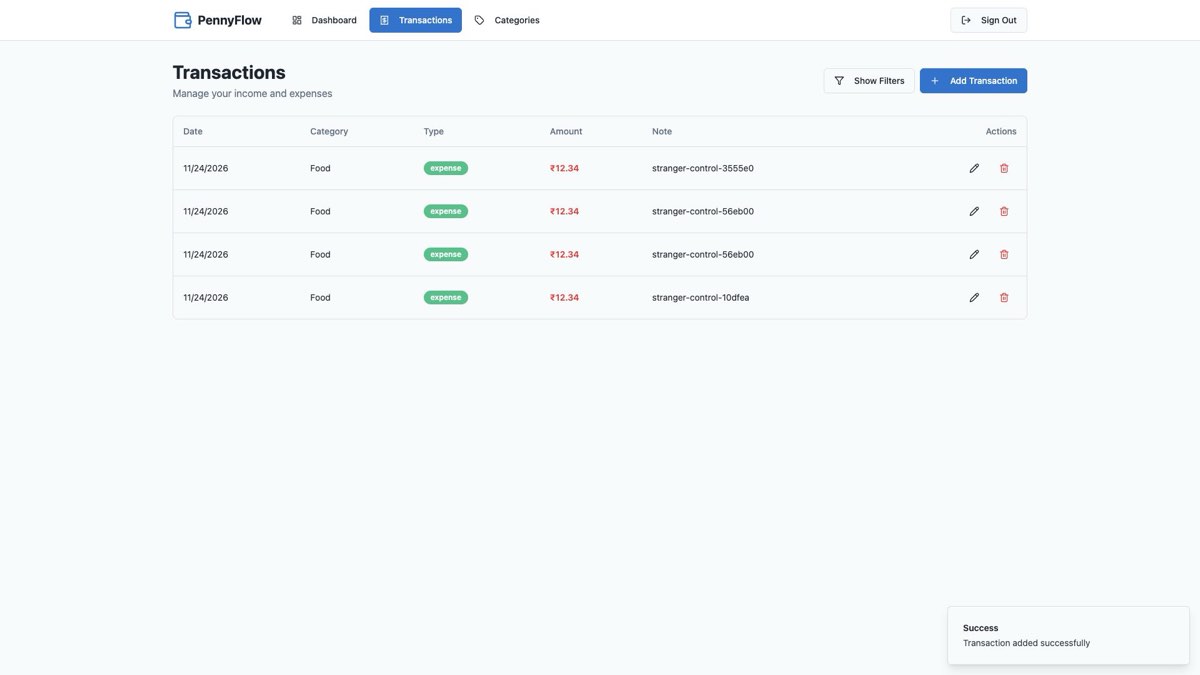 PennyFlow Dashboard Transactions Categories Sign Out
Transactions
Manage your income and expenses
Show Filters Add Transaction
Date Category Type Amount Note Actions
11/24/2026 Food expense ₹12.34 stranger-control-3555e0
11/24/2026 Food expense ₹12.34 stranger-control-56eb00
11/24/2026 Food expense ₹12.34 stranger-control-56eb00
11/24/2026 Food expense ₹12.34 stranger-control-10dfea
Success
Transaction added successfully